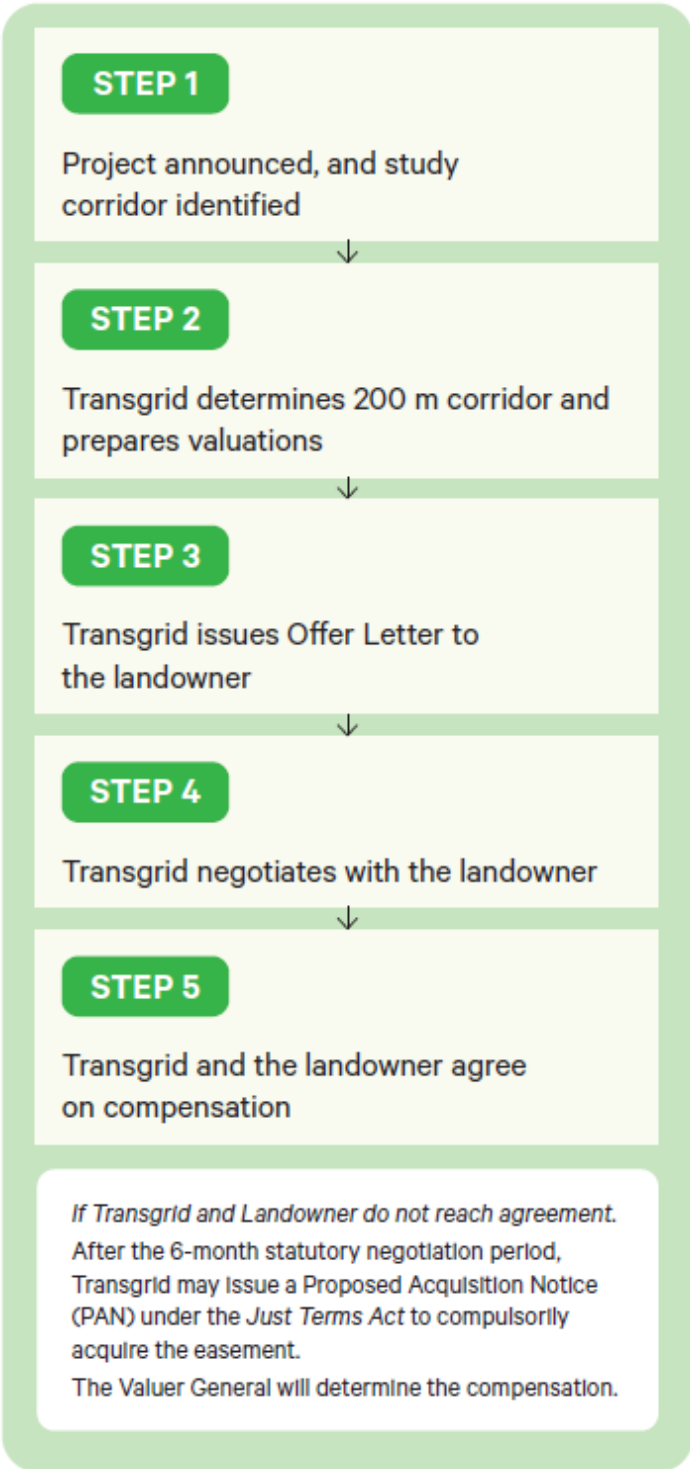 STEP 1
Project announced, and study
corridor identified
STEP 2
Transgrid determines 200 m corridor and
prepares valuations
STEP 3
Transgrid issues Offer Letter to
the landowner
STEP 4
Transgrid negotiates with the landowner
STEP 5
Transgrid and the landowner agree
on compensation
If Transgrid and Landowner do not reach agreement.
After the 6-month statutory negotiation period,
Transgrid may issue a Proposed Acquisition Notice
(PAN) under the Just Terms Act to compulsorily
acquire the easement.
The Valuer General will determine the compensation.